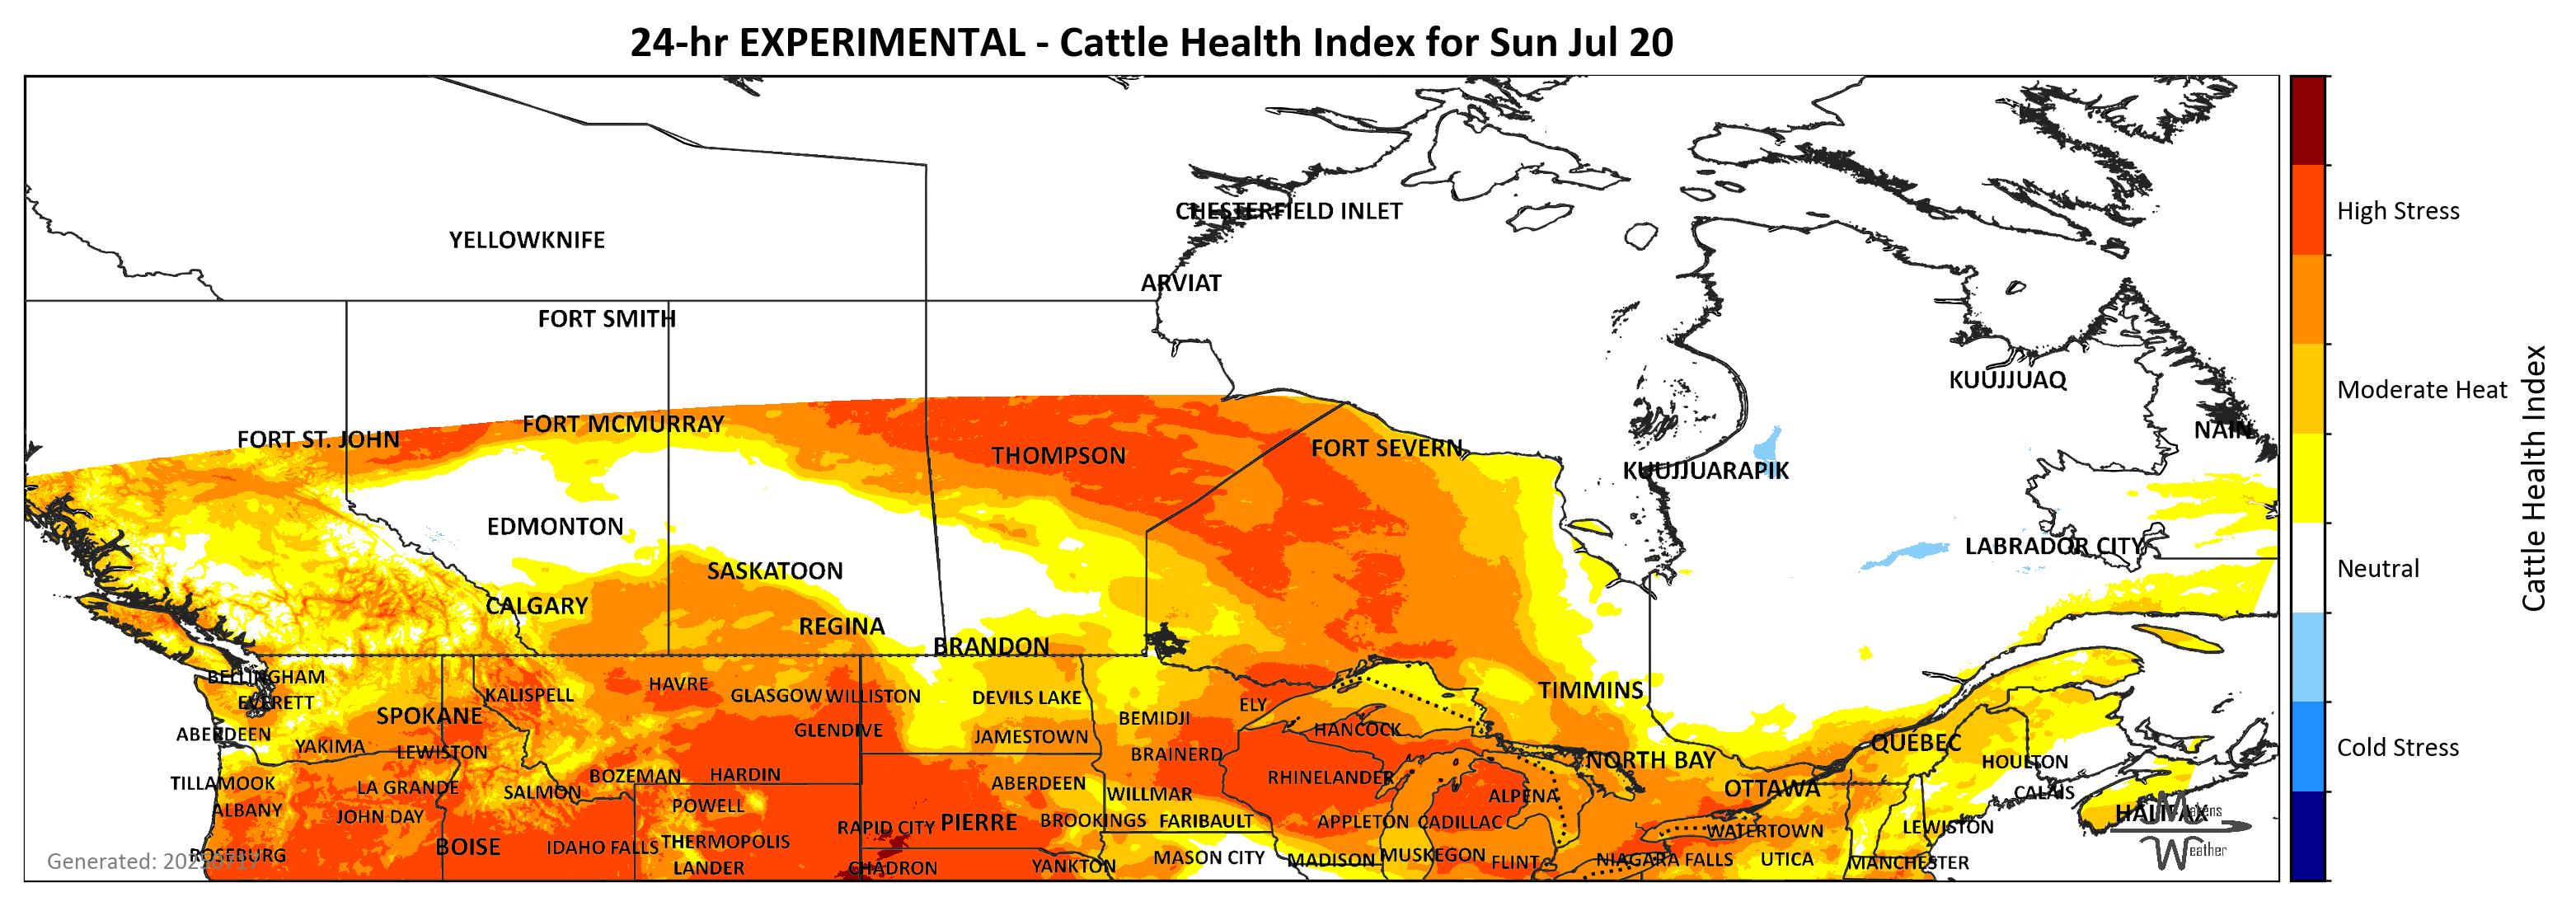 24-hr EXPERIMENTAL - Cattle Health Index for Sun Jul 20
CHESTERFIELD INLET
YELLOWKNIFE
High Stress
ARVIAT
FORT SMITH
KUUJJUAQ
Moderate Heat
FORT MCMURRAY
NAIN
FORT ST. JOHN
FORT SEVERN
THOMPSON
KUUJJUARAPIK
Cattle Health Index
EDMONTON
LABRADOR CITY
SASKATOON
Neutral
CALGARY
REGINA
BRANDON
BELLINGHAM
HAVRE
KALISPELL
GLASGOW
WILLISTON
DEVILS LAKE
TIMMINS
EVERETT
ELY
SPOKANE
BEMIDJI
ABERDEEN
GLENDIVE
JAMESTOWN
HANCOCK
QUEBEC
YAKIMA
LEWISTON
BRAINERD
NORTH BAY
HOULTON
Cold Stress
BOZEMAN
HARDIN
RHINELANDER
TILLAMOOK
LA GRANDE
SALMON
ABERDEEN
WILLMAR
ALPENA
OTTAWA
CALAIS
ALBANY
JOHN DAY
POWELL
HALIFAX
Makens
RAPID CITY
PIERRE
BROOKINGS
FARIBAULT
APPLETON
CADILLAC
WATERTOWN
LEWISTON
BOISE
IDAHO FALLS
THERMOPOLIS
Weather
ROSEBURG
MASON CITY
MADISON
MUSKEGON
FLINT
NIAGARA FALLS
UTICA
MANCHESTER
Generated:
LANDER
CHADRON
YANKTON